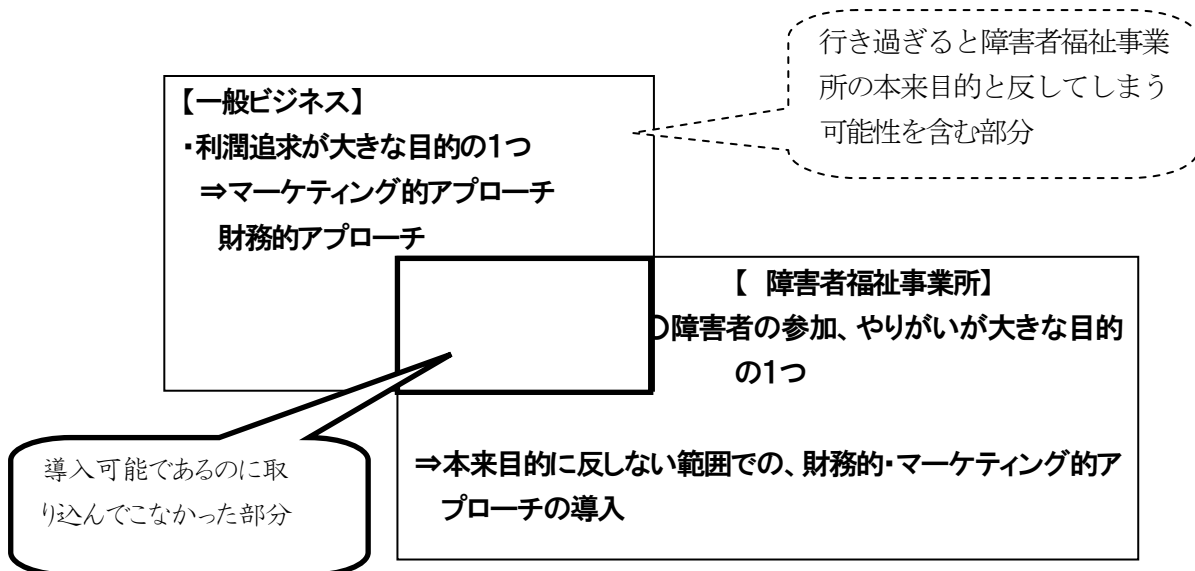 行き過ぎると障害者福祉事業
所の本来目的と反してしまう
可能性を含む部分
【一般ビジネス】
・利潤追求が大きな目的の1つ
⇒マーケティング的アプローチ
財務的アプローチ
【 障害者福祉事業所】
○障害者の参加、やりがいが大きな目的
の1つ
⇒本来目的に反しない範囲での、財務的・マーケティング的ア
プローチの導入
導入可能であるのに取
り込んでこなかった部分